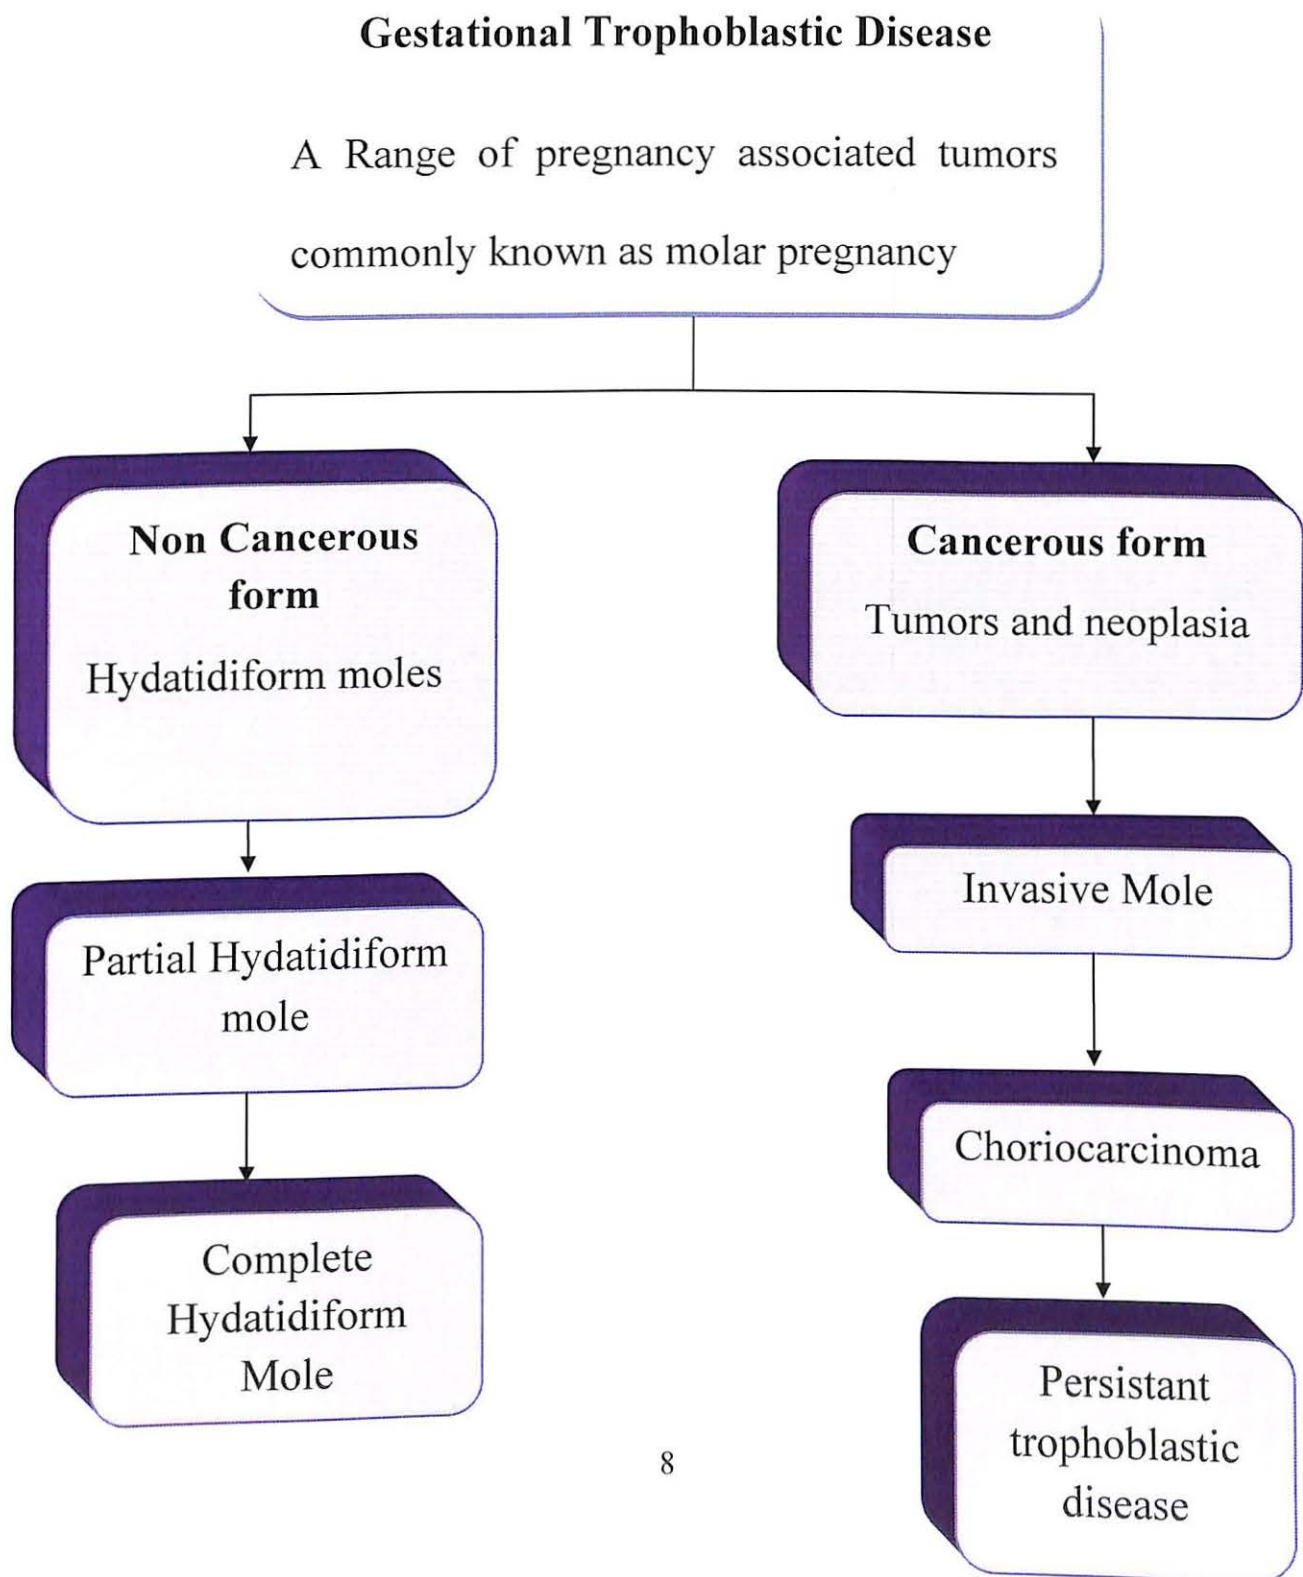 Gestational Trophoblastic Disease
A Range of pregnancy associated tumors
commonly known as molar pregnancy
Non Cancerous
form
Hydatidiform moles
Cancerous form
Tumors and neoplasia
Partial Hydatidiform
mole
Invasive Mole
Complete
Hydatidiform
Mole
Choriocarcinoma
Persistant
trophoblastic
disease
8